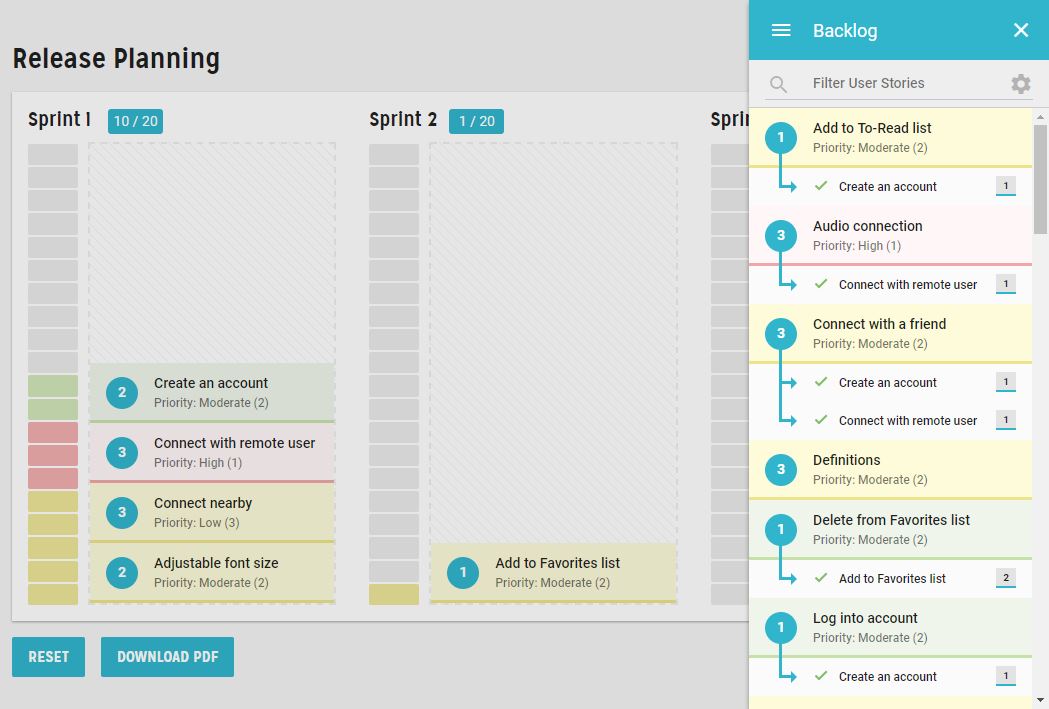 Release Planning
Sprint 1
10 / 20
2
Create an account
Priority: Moderate (2)
3
Connect with remote user
Priority: High (1)
3
Connect nearby
Priority: Low (3)
2
Adjustable font size
Priority: Moderate (2)
Sprint 2
1 / 20
1
Add to Favorites list
Priority: Moderate (2)
RESET
DOWNLOAD PDF
Backlog
Filter User Stories
1
Add to To-Read list
Priority: Moderate (2)
Create an account
1
3
Audio connection
Priority: High (1)
Connect with remote user
1
3
Connect with a friend
Priority: Moderate (2)
Create an account
1
Connect with remote user
1
3
Definitions
Priority: Moderate (2)
1
Delete from Favorites list
Priority: Moderate (2)
Add to Favorites list
2
1
Log into account
Priority: Moderate (2)
Create an account
1